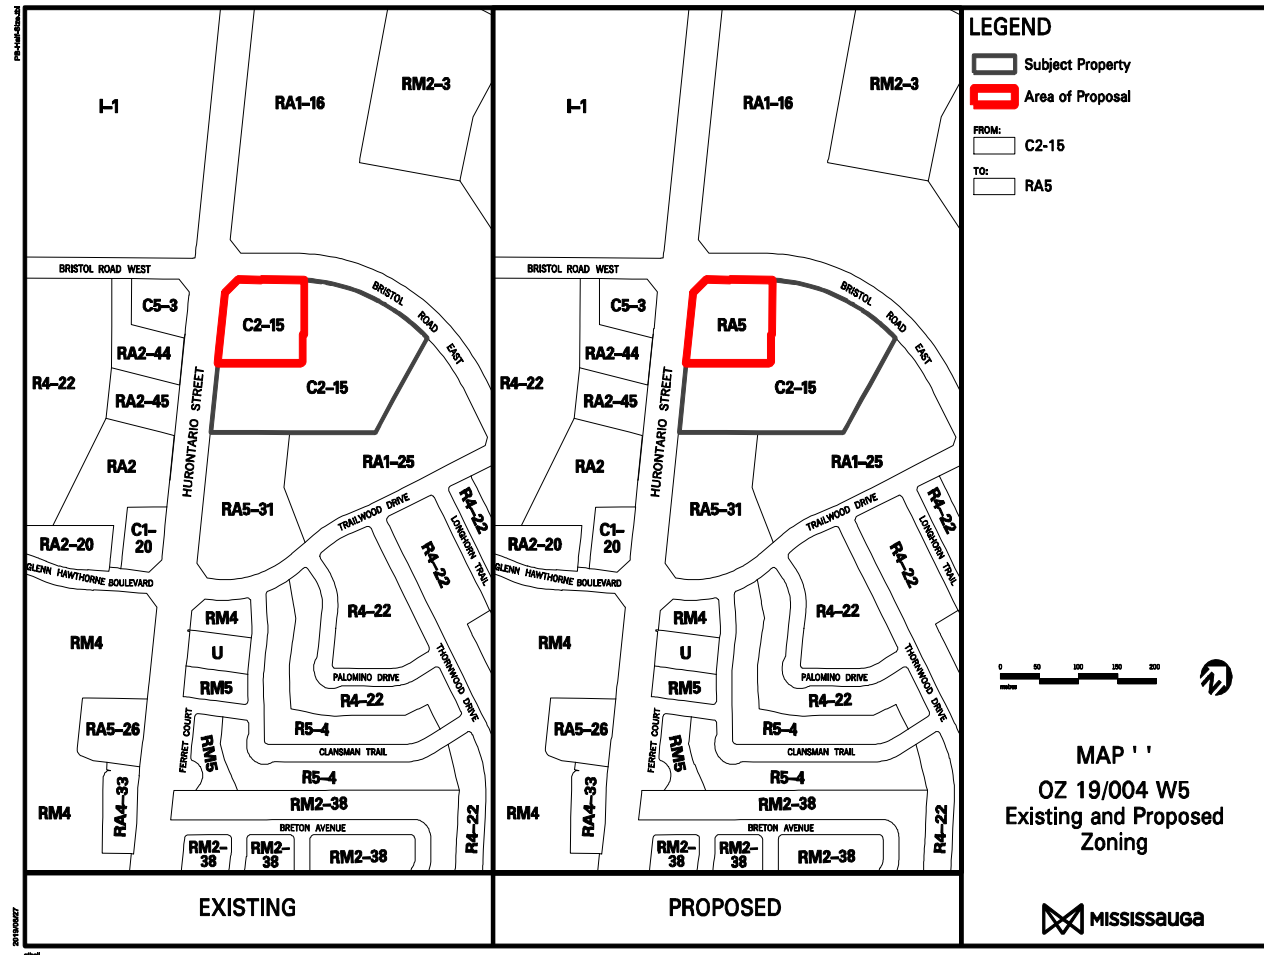 PB-Half-Size.tbl
I-1
RA1-16
RM2-3
BRISTOL ROAD WEST
BRISTOL ROAD EAST
C5-3
C2-15
RA2-44
R4-22
RA2-45
C2-15
HURONTARIO STREET
RA2
RA1-25
RA5-31
TRAILWOOD DRIVE
R4-22
LONGHORN TRAIL
C1-
20
RA2-20
R4-22
GLENN HAWTHORNE BOULEVARD
RM4
R4-22
RM4
U
RM5
PALOMINO DRIVE
THORNWOOD DRIVE
R4-22
FERRET COURT
RA5-26
RM5
R5-4
CLANSMAN TRAIL
R5-4
RM4
RA4-33
RM2-38
R4-22
BRETON AVENUE
RM2-
38
RM2-
38
RM2-38
EXISTING
I-1
RA1-16
RM2-3
BRISTOL ROAD WEST
BRISTOL ROAD EAST
C5-3
RA5
RA2-44
R4-22
RA2-45
C2-15
HURONTARIO STREET
RA2
RA1-25
RA5-31
TRAILWOOD DRIVE
R4-22
LONGHORN TRAIL
C1-
20
RA2-20
R4-22
GLENN HAWTHORNE BOULEVARD
RM4
R4-22
RM4
U
RM5
PALOMINO DRIVE
THORNWOOD DRIVE
R4-22
FERRET COURT
RA5-26
RM5
R5-4
CLANSMAN TRAIL
R5-4
RM4
RA4-33
RM2-38
R4-22
BRETON AVENUE
RM2-
38
RM2-
38
RM2-38
PROPOSED
LEGEND
Subject Property
Area of Proposal
FROM:
C2-15
TO:
RA5
0 50 100 150 200
metres
N
MAP ' '
OZ 19/004 W5
Existing and Proposed
Zoning
MISSISSAUGA
2019/08/27